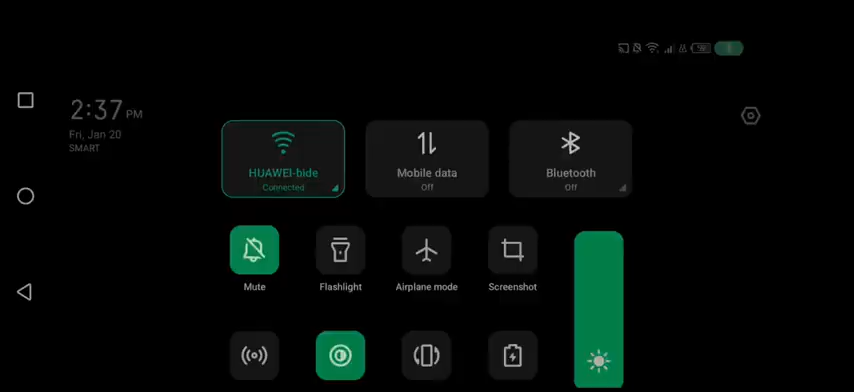 2:37 PM
Fri, Jan 20
SMART
HUAWEI-bide
Connected
Mobile data
Off
Bluetooth
Off
Mute
Flashlight
Airplane mode
Screenshot